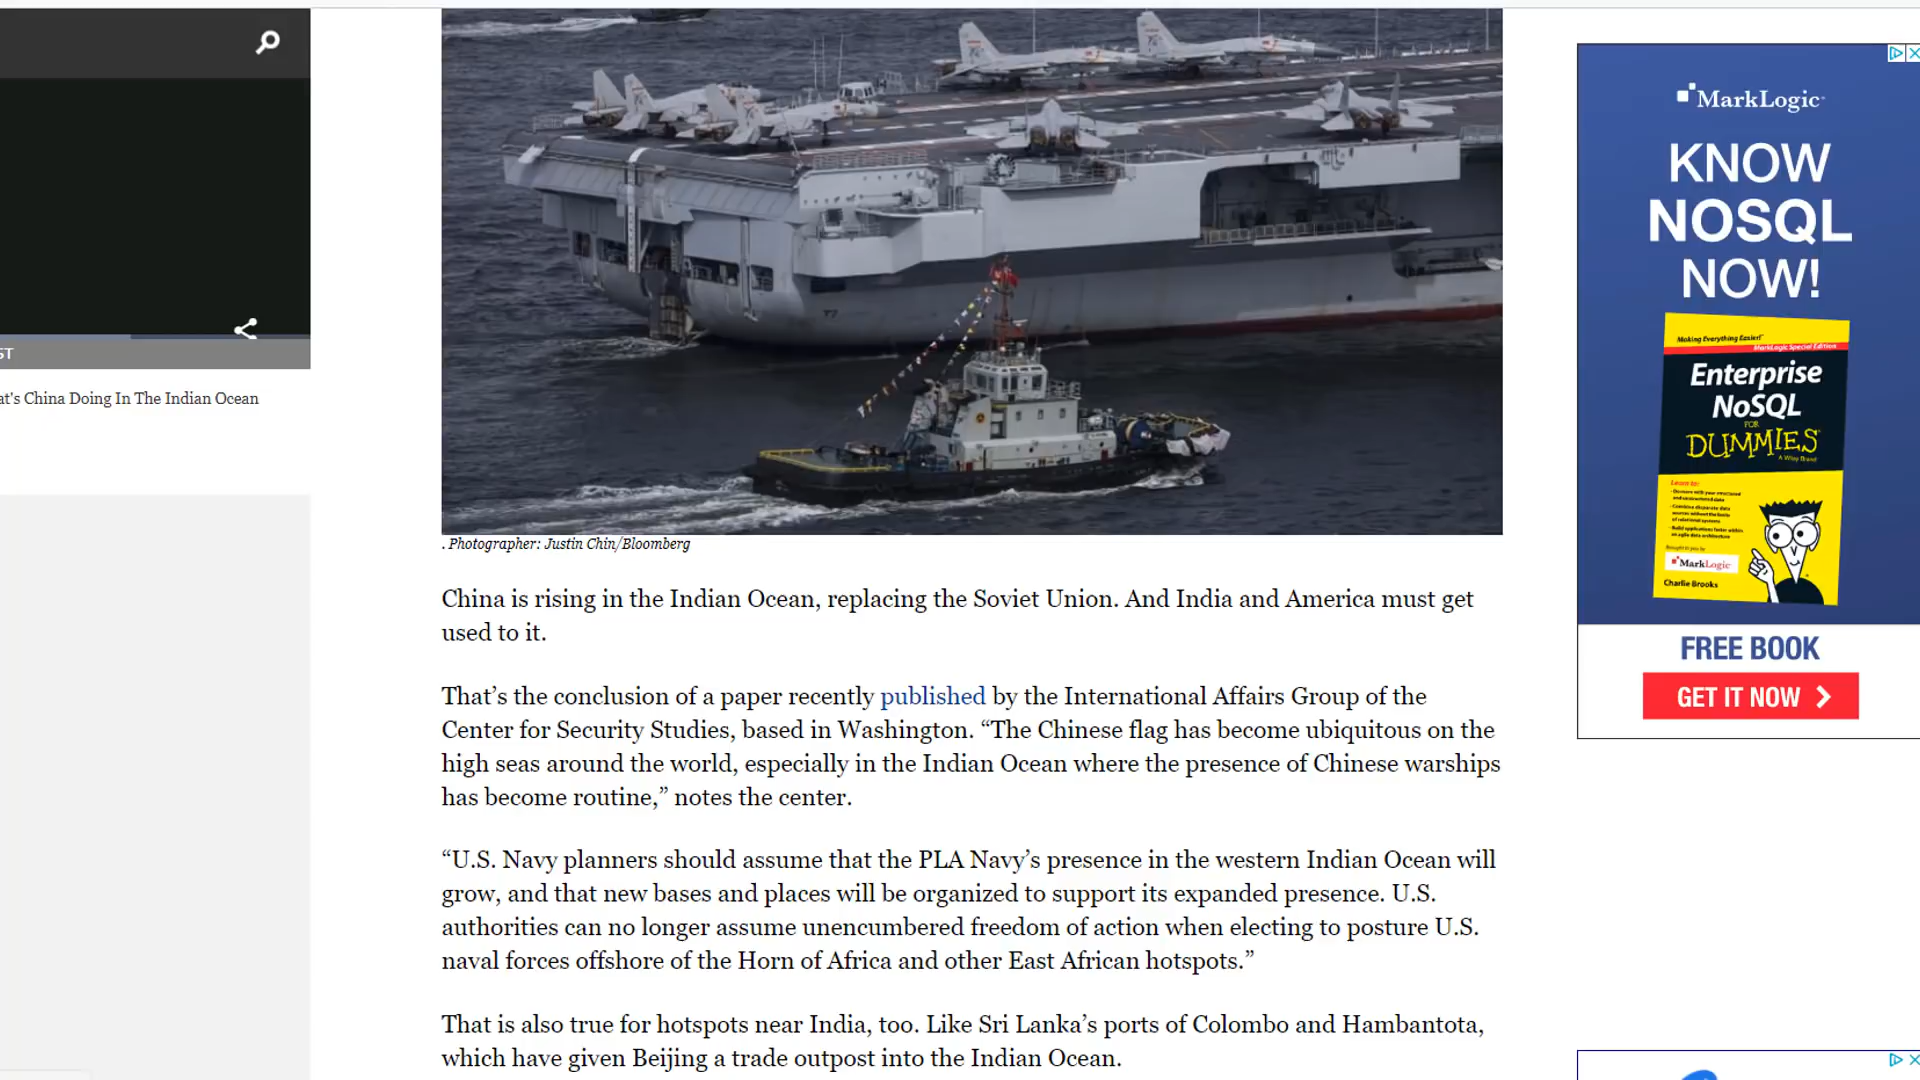 ST
at's China Doing In The Indian Ocean
. Photographer: Justin Chin/Bloomberg
China is rising in the Indian Ocean, replacing the Soviet Union. And India and America must get
used to it.
That’s the conclusion of a paper recently published by the International Affairs Group of the
Center for Security Studies, based in Washington. “The Chinese flag has become ubiquitous on the
high seas around the world, especially in the Indian Ocean where the presence of Chinese warships
has become routine,” notes the center.
“U.S. Navy planners should assume that the PLA Navy’s presence in the western Indian Ocean will
grow, and that new bases and places will be organized to support its expanded presence. U.S.
authorities can no longer assume unencumbered freedom of action when electing to posture U.S.
naval forces offshore of the Horn of Africa and other East African hotspots.”
That is also true for hotspots near India, too. Like Sri Lanka’s ports of Colombo and Hambantota,
which have given Beijing a trade outpost into the Indian Ocean.
MarkLogic
KNOW
NOSQL
NOW!
Making Everything Easier!
MarkLogic Special Edition
Enterprise
NoSQL
FOR
DUMMIES
A Wiley Brand
Learn to:
Brought to you by
MarkLogic
Charlie Brooks
FREE BOOK
GET IT NOW